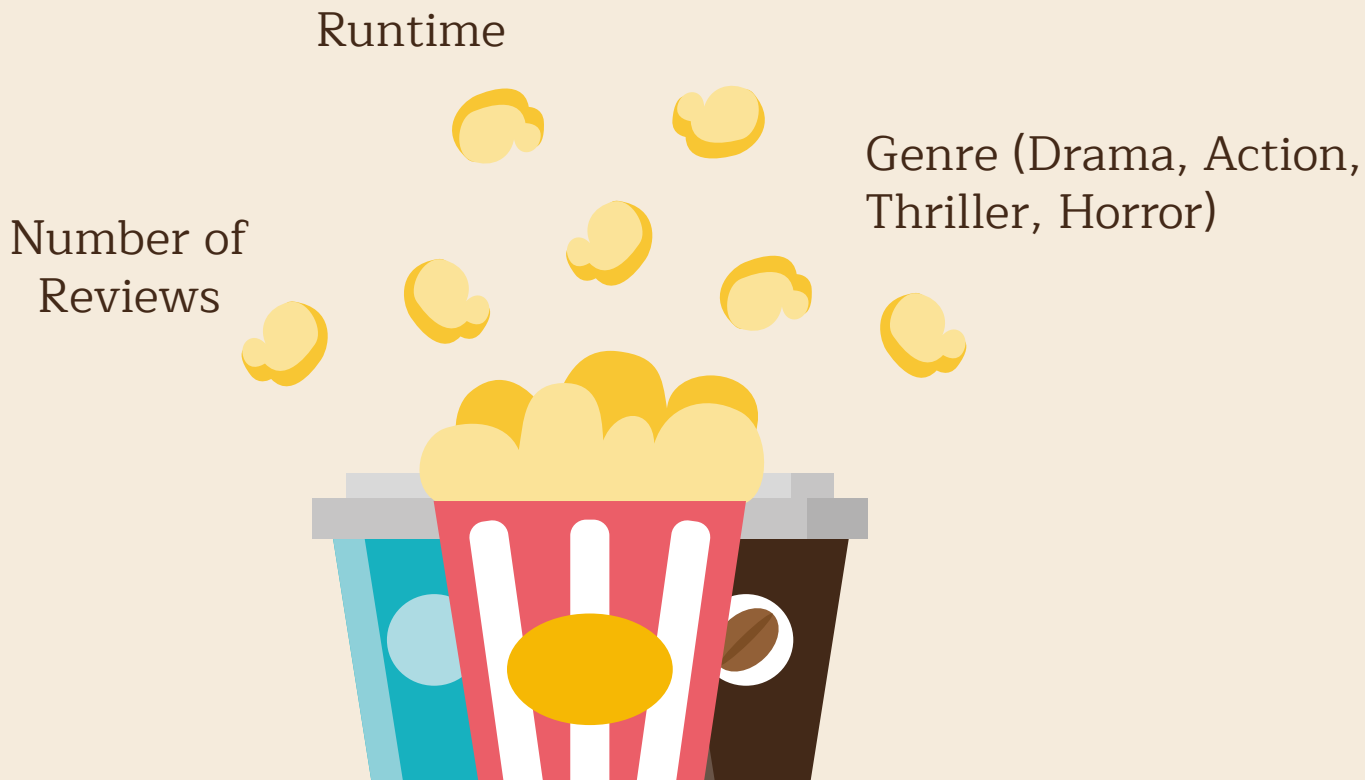 Runtime
Genre (Drama, Action,
Thriller, Horror)
Number of
Reviews